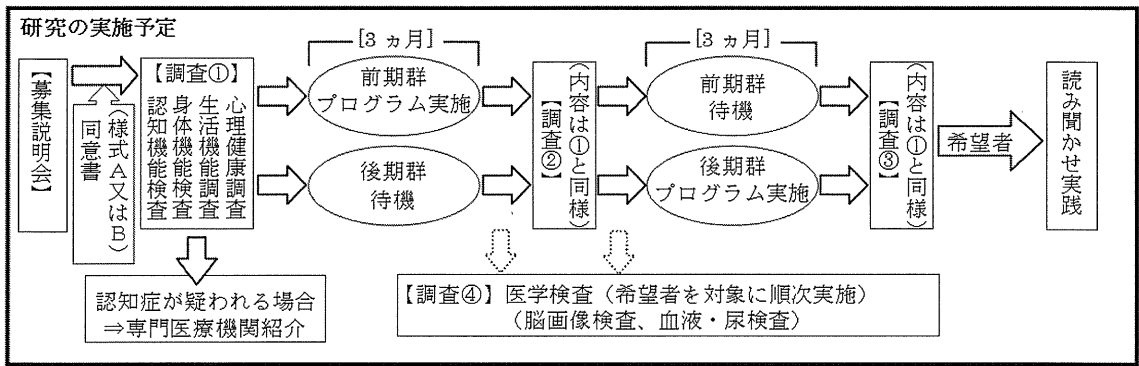 研究の実施予定
【募集説明会】
同意書
(様式A又はB)
【調査①】
心理健康調査
生活機能調査
身体機能検査
認知機能検査
認知症が疑われる場合
⇒専門医療機関紹介
[3 ヵ月]
前期群
プログラム実施
後期群
待機
(内容は①と同様)
【調査②】
[3 ヵ月]
前期群
待機
後期群
プログラム実施
(内容は①と同様)
【調査③】
【調査④】医学検査(希望者を対象に順次実施)
(脳画像検査、血液・尿検査)
希望者
読み聞かせ実践